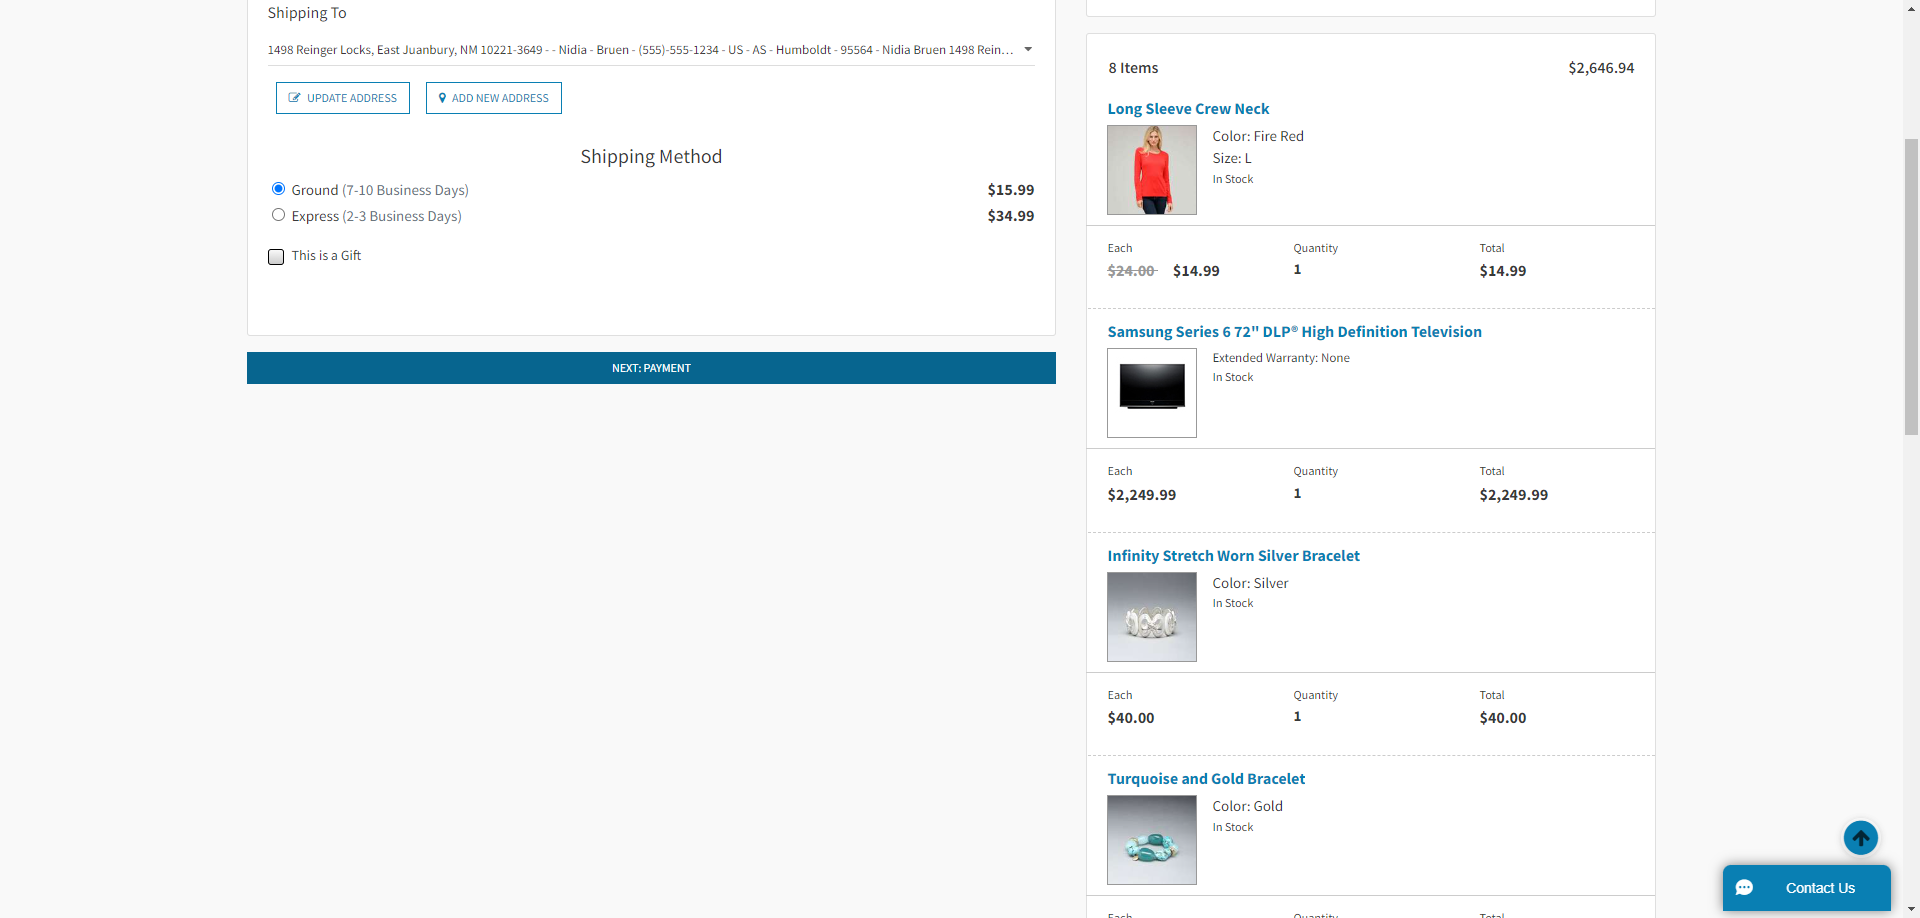 Shipping To
1498 Reinger Locks, East Juanbury, NM 10221-3649 - - Nidia - Bruen - (555)-555-1234 - US - AS - Humboldt - 95564 - Nidia Bruen 1498 Rein...
UPDATE ADDRESS
ADD NEW ADDRESS
Shipping Method
Ground (7-10 Business Days) $15.99
Express (2-3 Business Days) $34.99
This is a Gift
NEXT: PAYMENT
8 Items $2,646.94
Long Sleeve Crew Neck
Color: Fire Red
Size: L
In Stock
Each Quantity Total
$24.00 $14.99 1 $14.99
Samsung Series 6 72" DLP® High Definition Television
Extended Warranty: None
In Stock
Each Quantity Total
$2,249.99 1 $2,249.99
Infinity Stretch Worn Silver Bracelet
Color: Silver
In Stock
Each Quantity Total
$40.00 1 $40.00
Turquoise and Gold Bracelet
Color: Gold
In Stock
Each Quantity Total
Contact Us